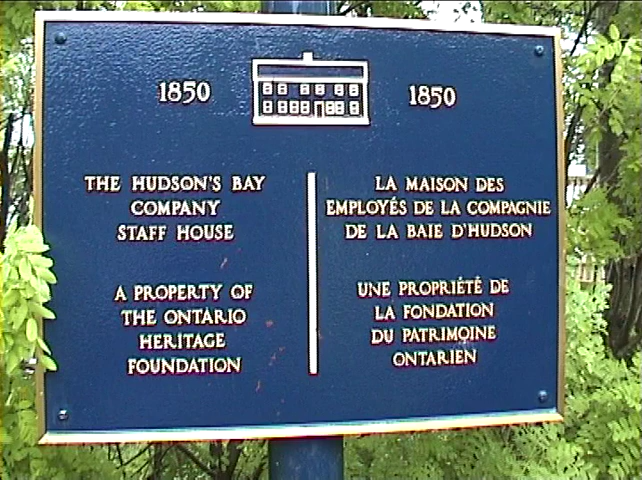 1850
1850
THE HUDSON'S BAY
COMPANY
STAFF HOUSE
A PROPERTY OF
THE ONTARIO
HERITAGE
FOUNDATION
LA MAISON DES
EMPLOYÉS DE LA COMPAGNIE
DE LA BAIE D'HUDSON
UNE PROPRIÉTÉ DE
LA FONDATION
DU PATRIMOINE
ONTARIEN